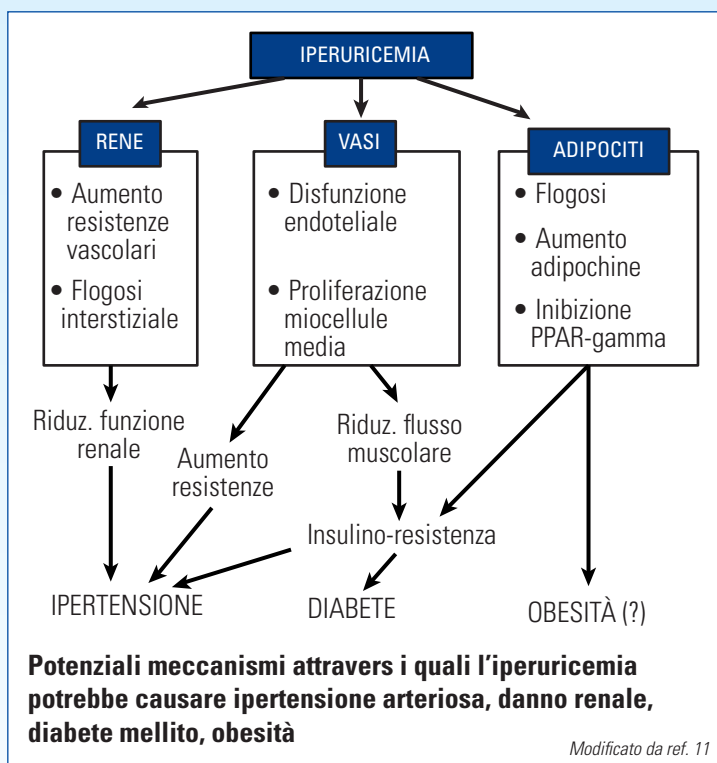 IPERURICEMIA
RENE
• Aumento
resistenze
vascolari
• Flogosi
interstiziale
VASI
• Disfunzione
endoteliale
• Proliferazione
miocellule
media
ADIPOCITI
• Flogosi
• Aumento
adipochine
• Inibizione
PPAR-gamma
Riduz. funzione
renale
Aumento
resistenze
Riduz. flusso
muscolare
Insulino-resistenza
IPERTENSIONE
DIABETE
OBESITÀ (?)
Potenziali meccanismi attravers i quali l'iperuricemia
potrebbe causare ipertensione arteriosa, danno renale,
diabete mellito, obesità
Modificato da ref. 11